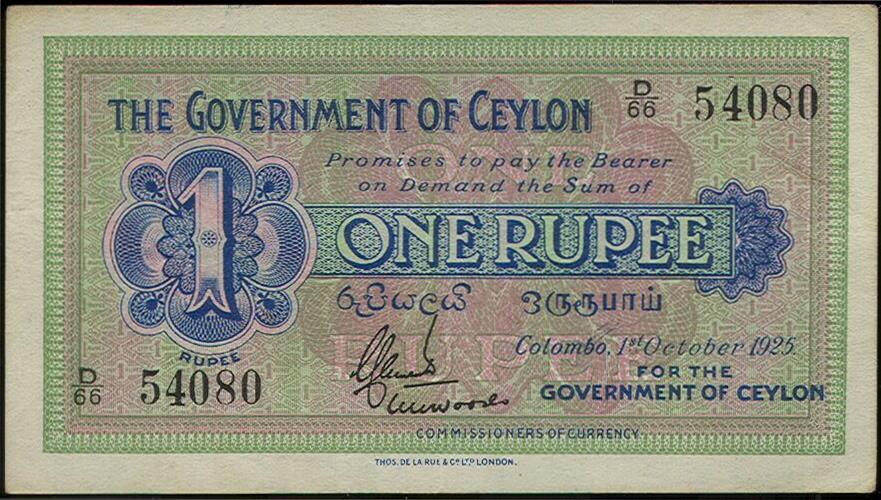 THE GOVERNMENT OF CEYLON
D/66 54080
Promises to pay the Bearer
on Demand the Sum of
1
ONE RUPEE
රුපියලයි ஒருரூபாய்
RUPEE
Colombo, 1st October 1925.
D/66 54080
FOR THE
GOVERNMENT OF CEYLON
COMMISSIONERS OF CURRENCY.
THOS. DE LA RUE & Co. LTD LONDON.
ONE
RUPEE